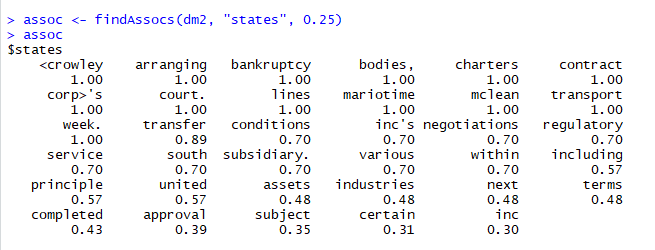 > assoc <- findAssocs(dm2, "states", 0.25)
> assoc
$states
<crowley arranging bankruptcy bodies, charters contract
1.00 1.00 1.00 1.00 1.00 1.00
corp>'s court. lines mariotime mclean transport
1.00 1.00 1.00 1.00 1.00 1.00
week. transfer conditions inc's negotiations regulatory
1.00 0.89 0.70 0.70 0.70 0.70
service south subsidiary. various within including
0.70 0.70 0.70 0.70 0.70 0.57
principle united assets industries next terms
0.57 0.57 0.48 0.48 0.48 0.48
completed approval subject certain inc
0.43 0.39 0.35 0.31 0.30